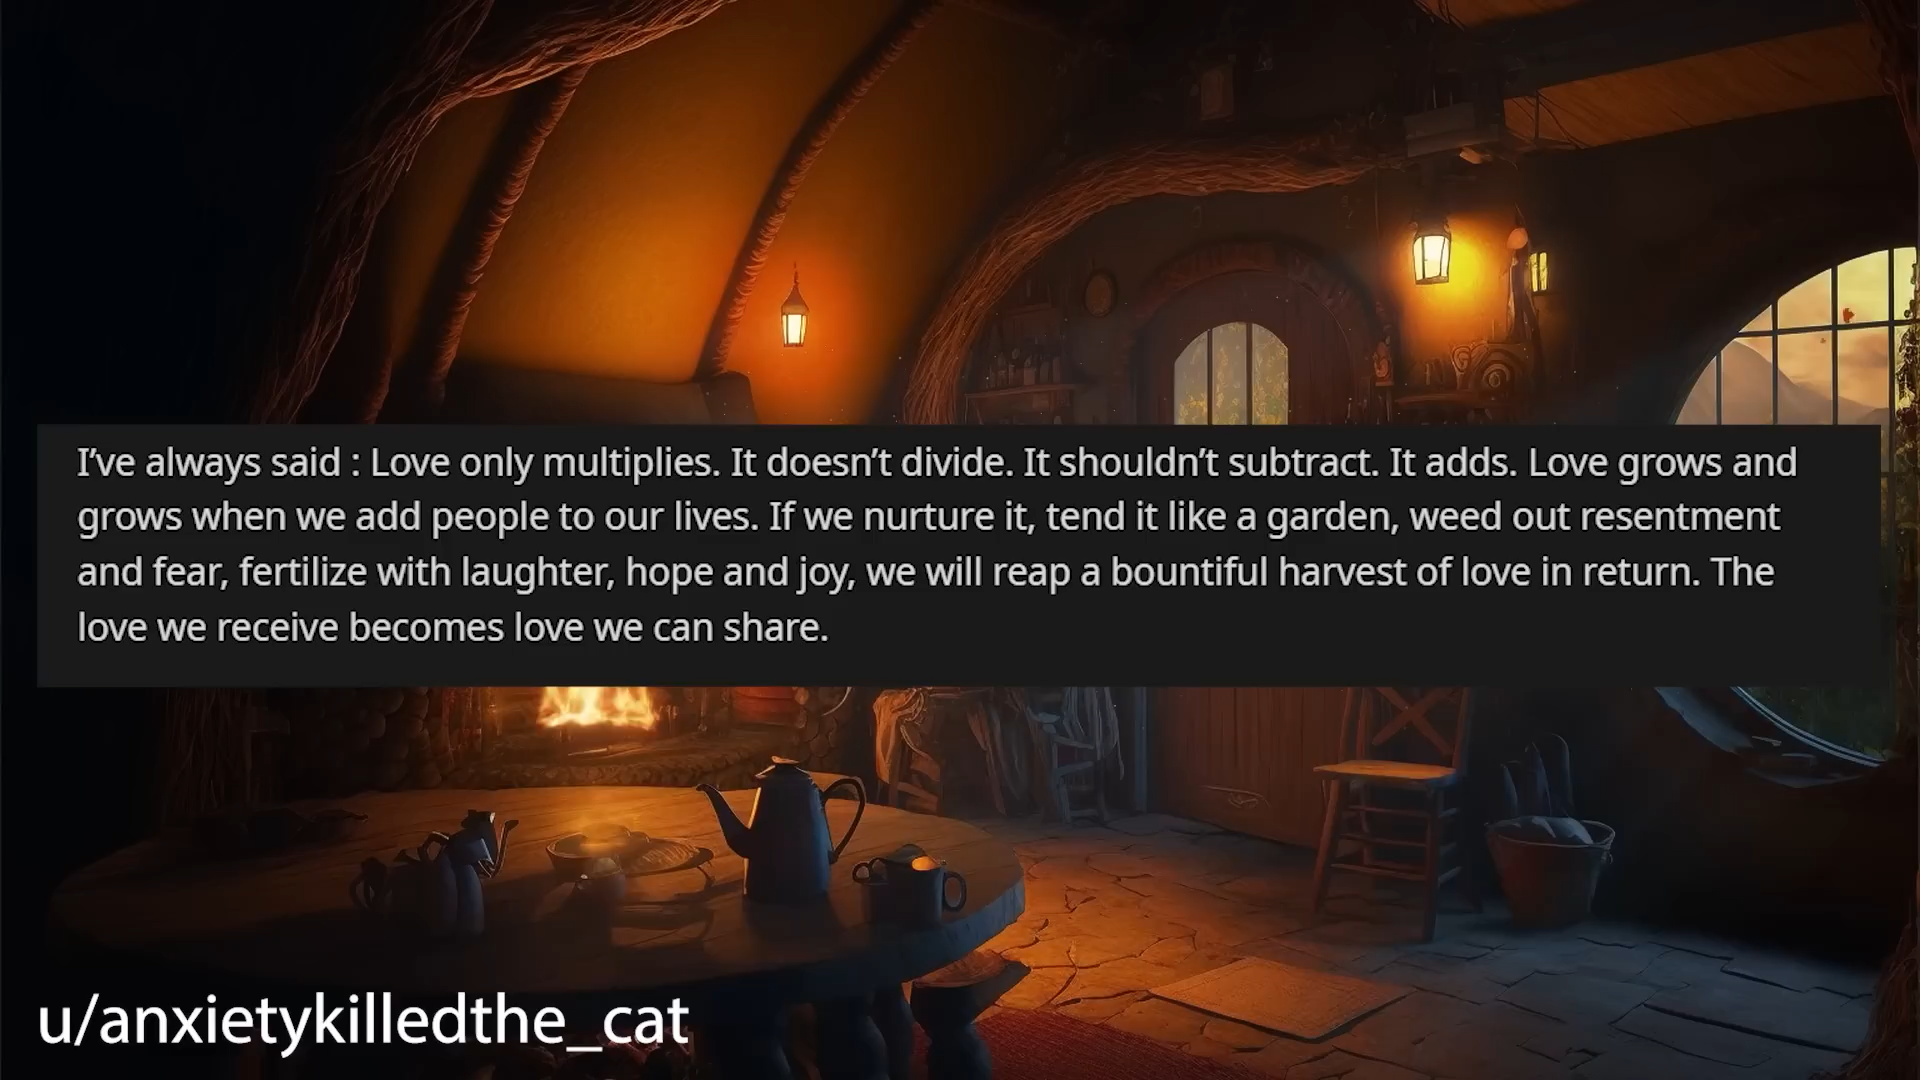 I’ve always said : Love only multiplies. It doesn’t divide. It shouldn’t subtract. It adds. Love grows and
grows when we add people to our lives. If we nurture it, tend it like a garden, weed out resentment
and fear, fertilize with laughter, hope and joy, we will reap a bountiful harvest of love in return. The
love we receive becomes love we can share.
u/anxietykilledthe_cat